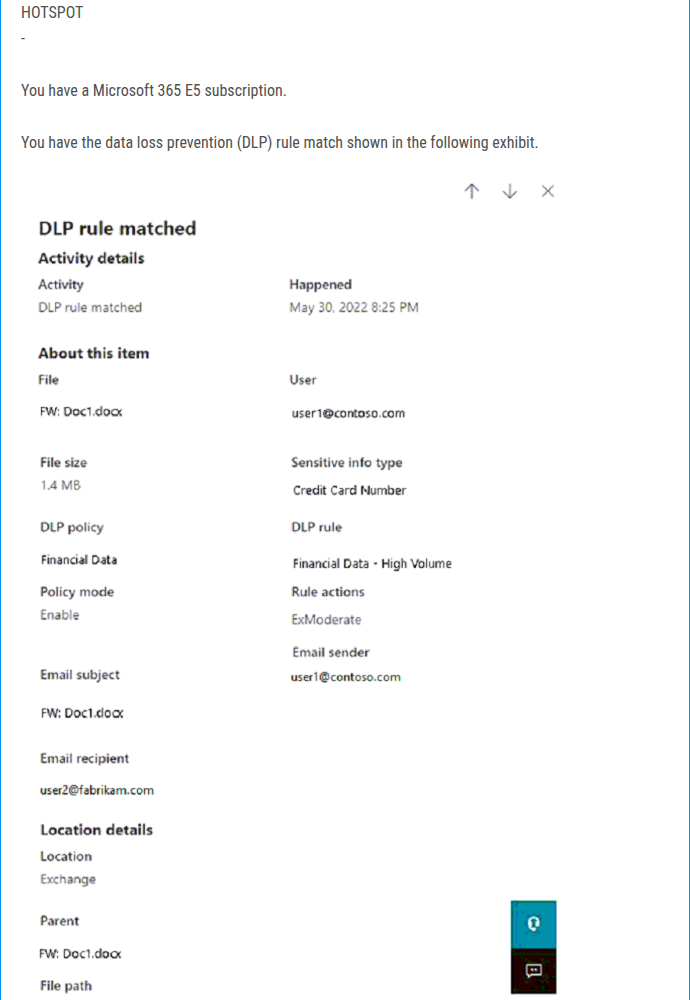 HOTSPOT
-
You have a Microsoft 365 E5 subscription.
You have the data loss prevention (DLP) rule match shown in the following exhibit.
DLP rule matched
Activity details
Activity Happened
DLP rule matched May 30, 2022 8:25 PM
About this item
File User
FW: Doc1.docx user1@contoso.com
File size Sensitive info type
1.4 MB Credit Card Number
DLP policy DLP rule
Financial Data Financial Data - High Volume
Policy mode Rule actions
Enable ExModerate
Email sender
Email subject user1@contoso.com
FW: Doc1.docx
Email recipient
user2@fabrikam.com
Location details
Location
Exchange
Parent
FW: Doc1.docx
File path